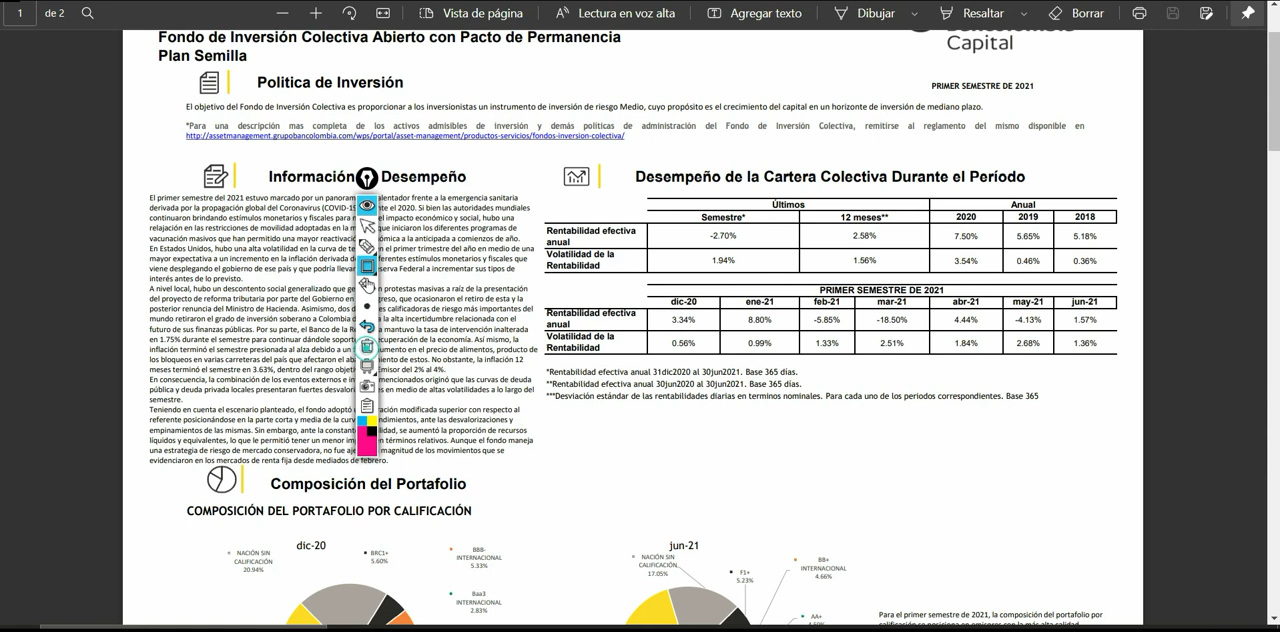 1 de 2 Vista de página Lectura en voz alta Agregar texto Dibujar Resaltar Borrar
Fondo de Inversión Colectiva Abierto con Pacto de Permanencia
Plan Semilla
Capital
Politica de Inversión
PRIMER SEMESTRE DE 2021
El objetivo del Fondo de Inversión Colectiva es proporcionar a los inversionistas un instrumento de inversión de riesgo Medio, cuyo propósito es el crecimiento del capital en un horizonte de inversión de mediano plazo.
*Para una descripción mas completa de los activos admisibles de inversión y demás politicas de administración del Fondo de Inversión Colectiva, remitirse al reglamento del mismo disponible en
http://assetmanagement.grupobancolombia.com/wps/portal/asset-management/productos-servicios/fondos-inversion-colectiva/
Información Desempeño
El primer semestre del 2021 estuvo marcado por un alentador frente a la emergencia sanitaria
derivada por la propagación global del Coronavirus el 2020. Si bien las autoridades mundiales
continuaron brindando estímulos monetarios y fiscales para el impacto económico y social, hubo una
relajación en las restricciones de movilidad adoptadas en la que iniciaron los diferentes programas de
vacunación masivos que han permitido una mayor reactivación a la anticipada a comienzos de año.
En Estados Unidos, hubo una alta volatilidad en la curva de en el primer trimestre del año en medio de una
mayor expectativa a un incremento en la inflación derivada estímulos monetarios y fiscales que
viene desplegando el gobierno de ese país y que podría Federal a incrementar sus tipos de
interés antes de lo previsto.
A nivel local, hubo un descontento social generalizado que protestas masivas a raíz de la presentación
del proyecto de reforma tributaria por parte del Gobierno en que ocasionaron el retiro de esta y la
posterior renuncia del Ministro de Hacienda. Asimismo, dos calificadoras de riesgo más importantes del
mundo retiraron el grado de inversión soberano a Colombia la alta incertidumbre relacionada con el
futuro de sus finanzas públicas. Por su parte, el Banco de la mantuvo la tasa de intervención inalterada
en 1.75% durante el semestre para continuar dándole soporte de la economía. Así mismo, la
inflación terminó el semestre presionada al alza debido a un en el precio de alimentos, producto de
los bloqueos en varias carreteras del país que afectaron el de estos. No obstante, la inflación 12
meses terminó el semestre en 3.63%, dentro del rango del 2% al 4%.
En consecuencia, la combinación de los eventos externos e mencionados originó que las curvas de deuda
pública y deuda privada locales presentaran fuertes en medio de altas volatilidades a lo largo del
semestre.
Teniendo en cuenta el escenario planteado, el fondo adoptó modificada superior con respecto al
referente posicionándose en la parte corta y media de la ante las desvalorizaciones y
empinamientos de las mismas. Sin embargo, ante la se aumentó la proporción de recursos
líquidos y equivalentes, lo que le permitió tener un menor en términos relativos. Aunque el fondo maneja
una estrategia de riesgo de mercado conservadora, no fue magnitud de los movimientos que se
evidenciaron en los mercados de renta fija desde mediados de febrero.
Desempeño de la Cartera Colectiva Durante el Período
Últimos Anual
Semestre* 12 meses** 2020 2019 2018
Rentabilidad efectiva anual -2.70% 2.58% 7.50% 5.65% 5.18%
Volatilidad de la Rentabilidad 1.94% 1.56% 3.54% 0.46% 0.36%
PRIMER SEMESTRE DE 2021
dic-20 ene-21 feb-21 mar-21 abr-21 may-21 jun-21
Rentabilidad efectiva anual 3.34% 8.80% -5.85% -18.50% 4.44% -4.13% 1.57%
Volatilidad de la Rentabilidad 0.56% 0.99% 1.33% 2.51% 1.84% 2.68% 1.36%
*Rentabilidad efectiva anual 31dic2020 al 30jun2021. Base 365 días.
**Rentabilidad efectiva anual 30jun2020 al 30jun2021. Base 365 días.
***Desviación estándar de las rentabilidades diarias en terminos nominales. Para cada uno de los periodos correspondientes. Base 365
Composición del Portafolio
COMPOSICIÓN DEL PORTAFOLIO POR CALIFICACIÓN
dic-20
NACIÓN SIN
CALIFICACIÓN
20.94%
BRC1+
5.60%
BBB-
INTERNACIONAL
5.33%
Baa3
INTERNACIONAL
2.83%
jun-21
NACIÓN SIN
CALIFICACIÓN
17.05%
F1+
5.23%
BB+
INTERNACIONAL
4.66%
AA+
Para el primer semestre de 2021, la composición del portafolio por